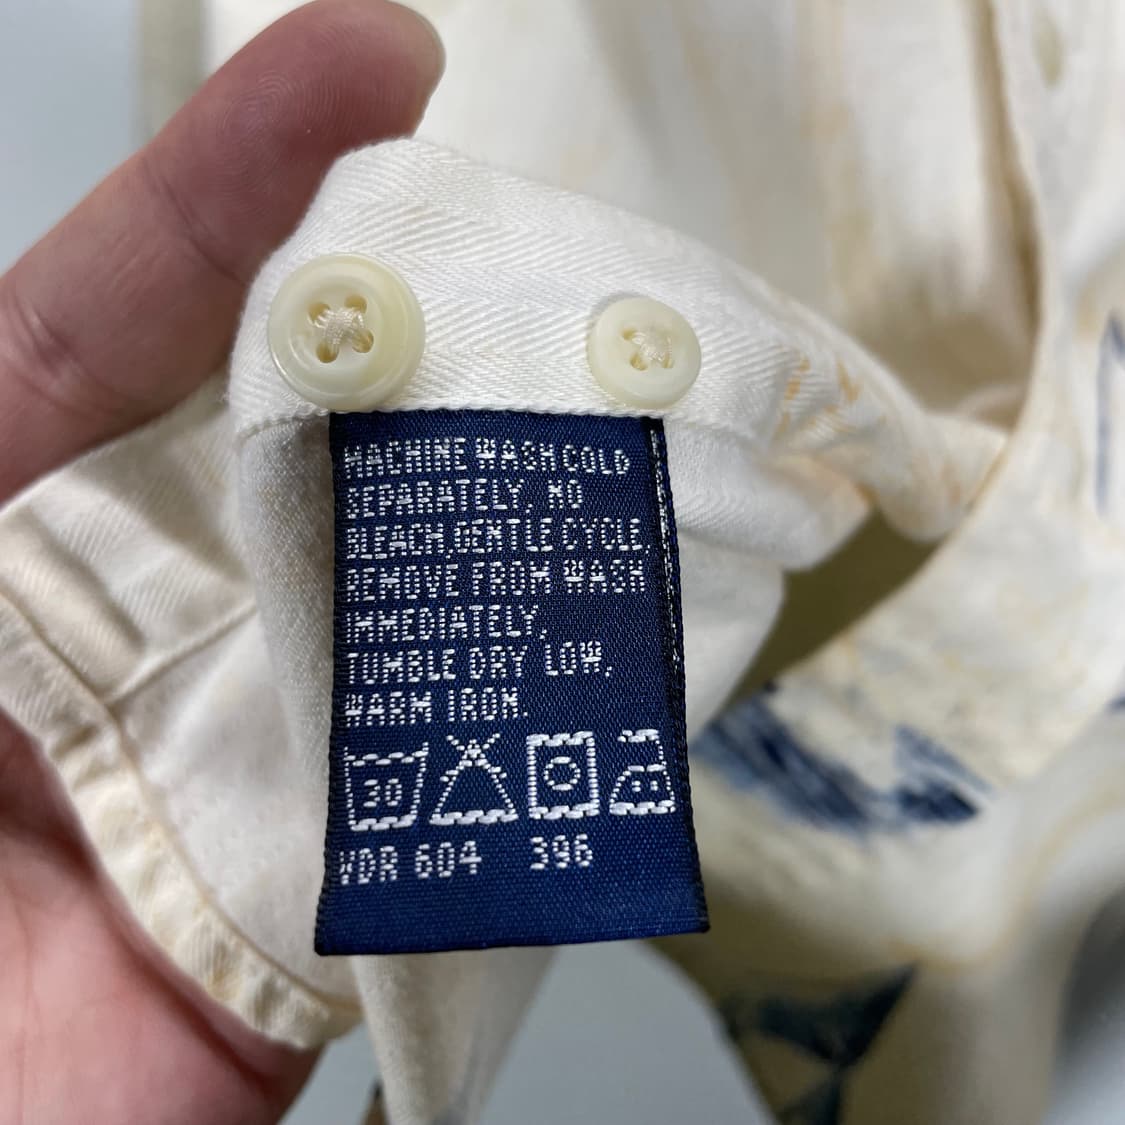 MACHINE WASH COLD
SEPARATELY, NO
BLEACH, GENTLE CYCLE,
REMOVE FROM WASH
IMMEDIATELY,
TUMBLE DRY LOW,
WARM IRON.
30
VDR 604 396